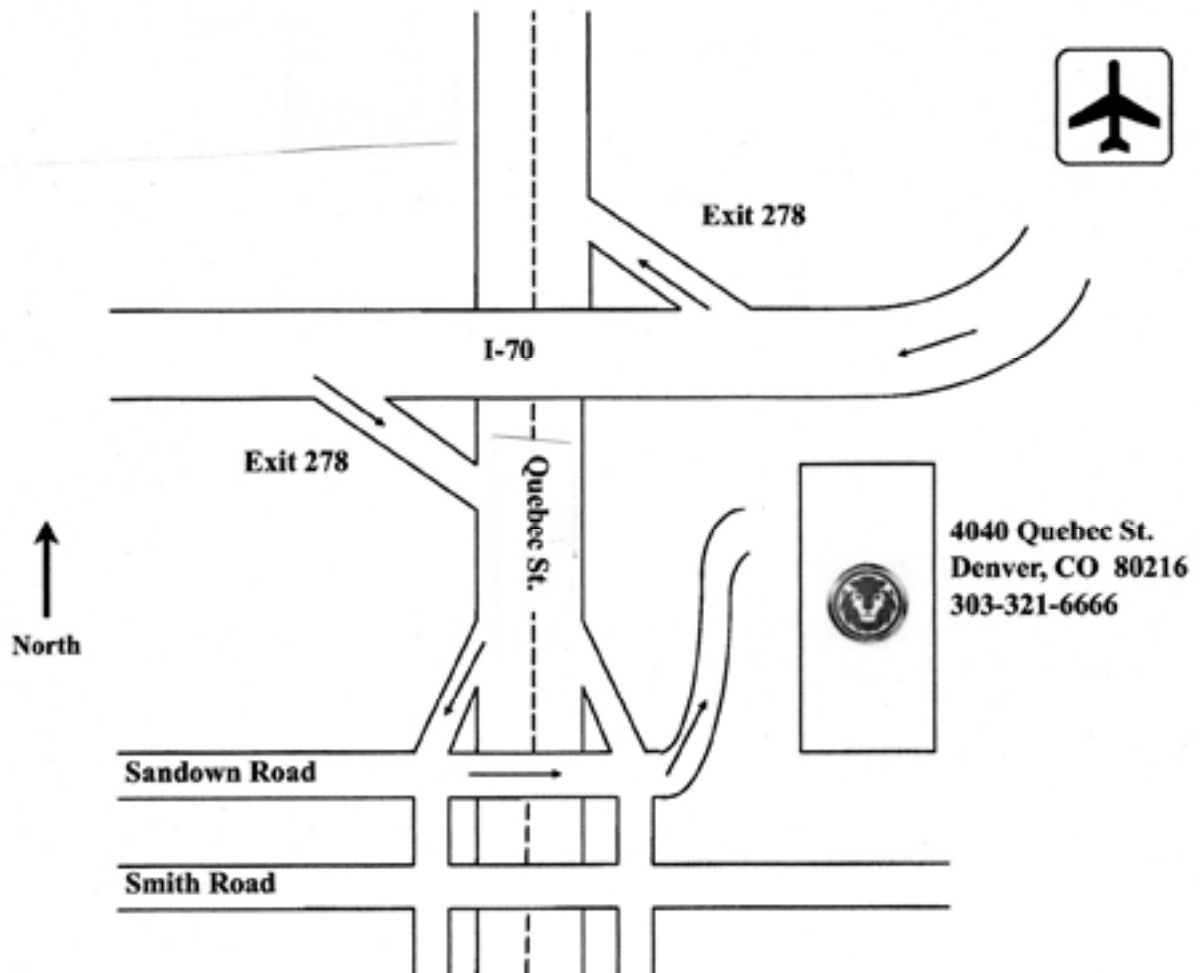 Exit 278
I-70
Exit 278
Quebec St.
4040 Quebec St.
Denver, CO 80216
303-321-6666
North
Sandown Road
Smith Road